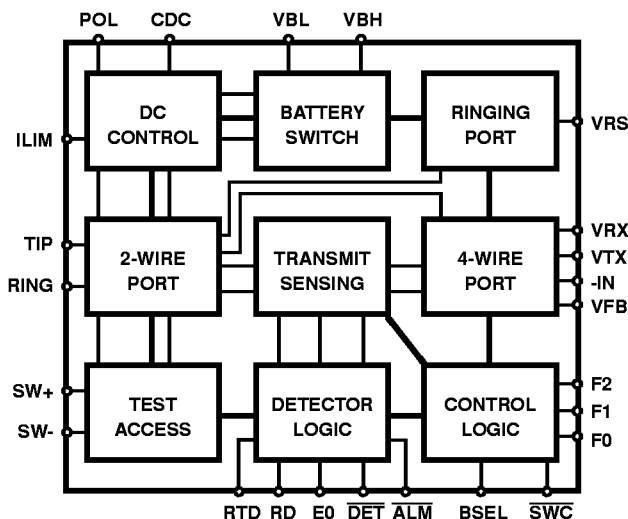 POL CDC VBL VBH
DC CONTROL
BATTERY SWITCH
RINGING PORT
ILIM
VRS
TIP
RING
2-WIRE PORT
TRANSMIT SENSING
4-WIRE PORT
VRX
VTX
-IN
VFB
SW+
SW-
TEST ACCESS
DETECTOR LOGIC
CONTROL LOGIC
F2
F1
F0
RTD RD E0 DET ALM BSEL SWC